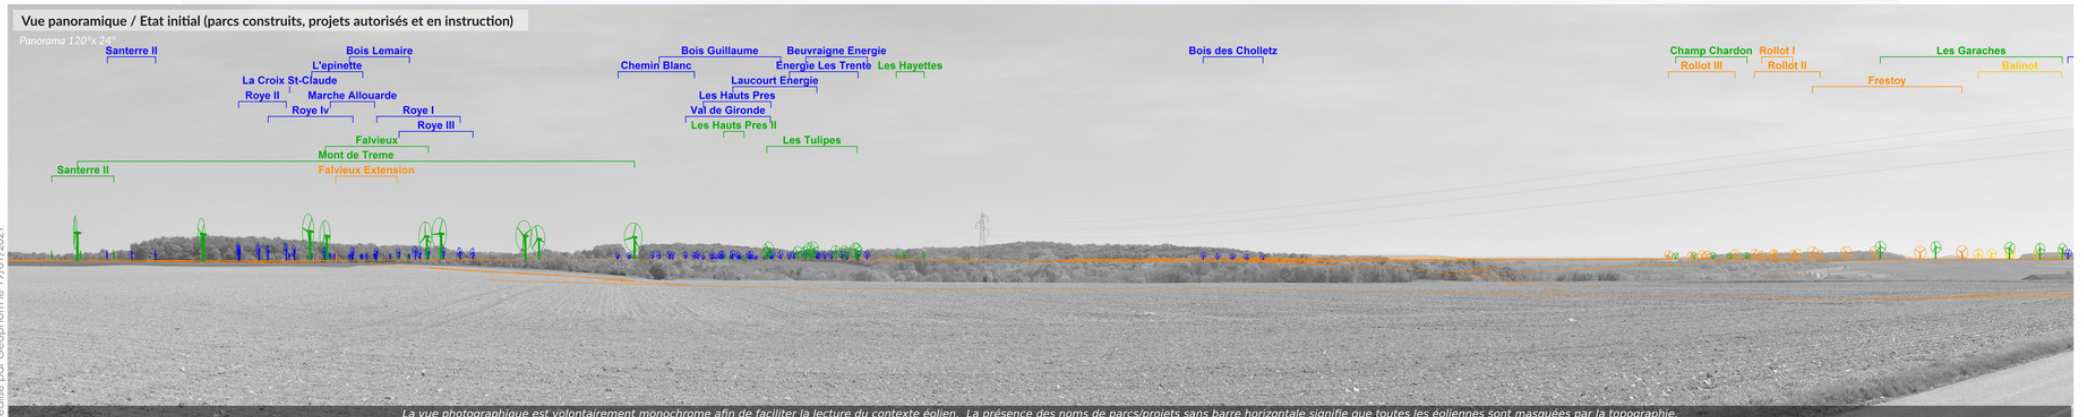 Vue panoramique / Etat initial (parcs construits, projets autorisés et en instruction)
Panorama 120°x 24°
Santerre II
Bois Lemaire
Bois Guillaume
Beuvraigne Energie
Bois des Cholletz
Champ Chardon
Rollot I
Les Garaches
L'epinette
Chemin Blanc
Energie Les Trente
Les Hayettes
Rollot III
Rollot II
Balinot
La Croix St-Claude
Laucourt Energie
Frestoy
Roye II
Marche Allouarde
Les Hauts Pres
Roye Iv
Roye I
Val de Gironde
Roye III
Les Hauts Pres II
Falvieux
Les Tulipes
Mont de Treme
Santerre II
Falvieux Extension
La vue photographique est volontairement monochrome afin de faciliter la lecture du contexte éolien. La présence des noms de parcs/projets sans barre horizontale signifie que toutes les éoliennes sont masquées par la topographie.